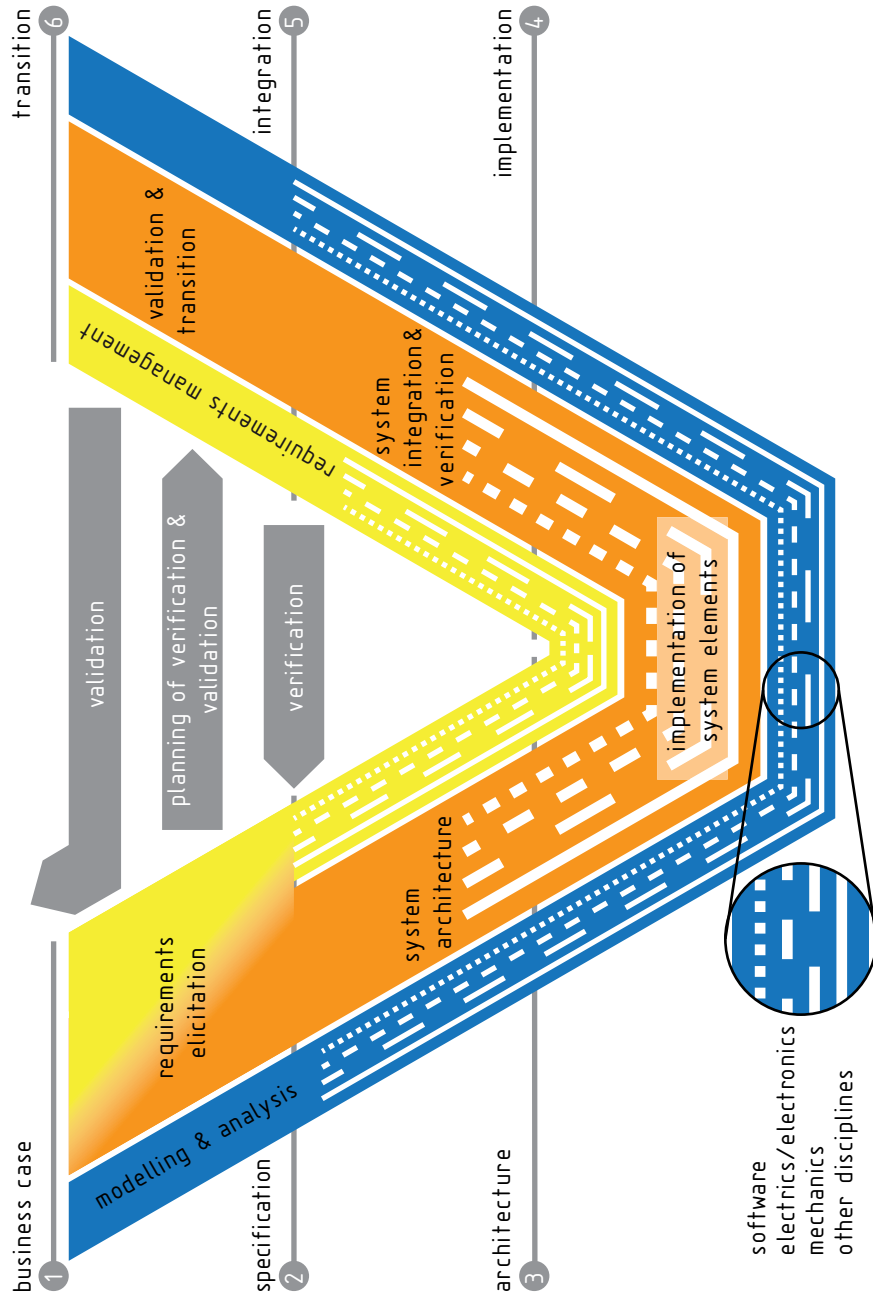 1
business case
transition
6
validation
planning of verification &
validation
verification
requirements
elicitation
validation &
transition
requirements management
modelling & analysis
2
specification
integration
5
system
architecture
system
integration&
verification
3
architecture
implementation
4
implementation of
system elements
software
electrics/electronics
mechanics
other disciplines